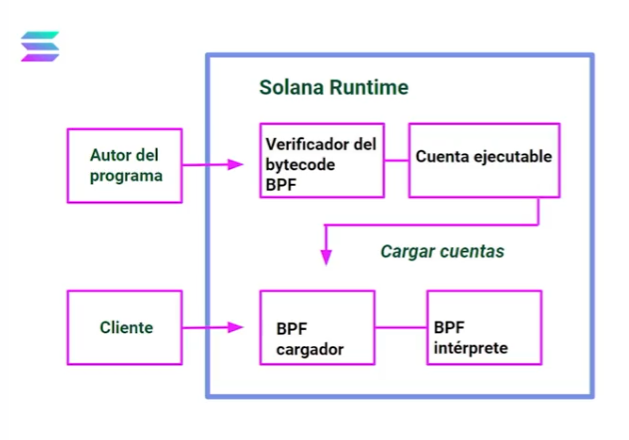 Solana Runtime
Autor del
programa
Verificador del
bytecode
BPF
Cuenta ejecutable
Cargar cuentas
Cliente
BPF
cargador
BPF
intérprete